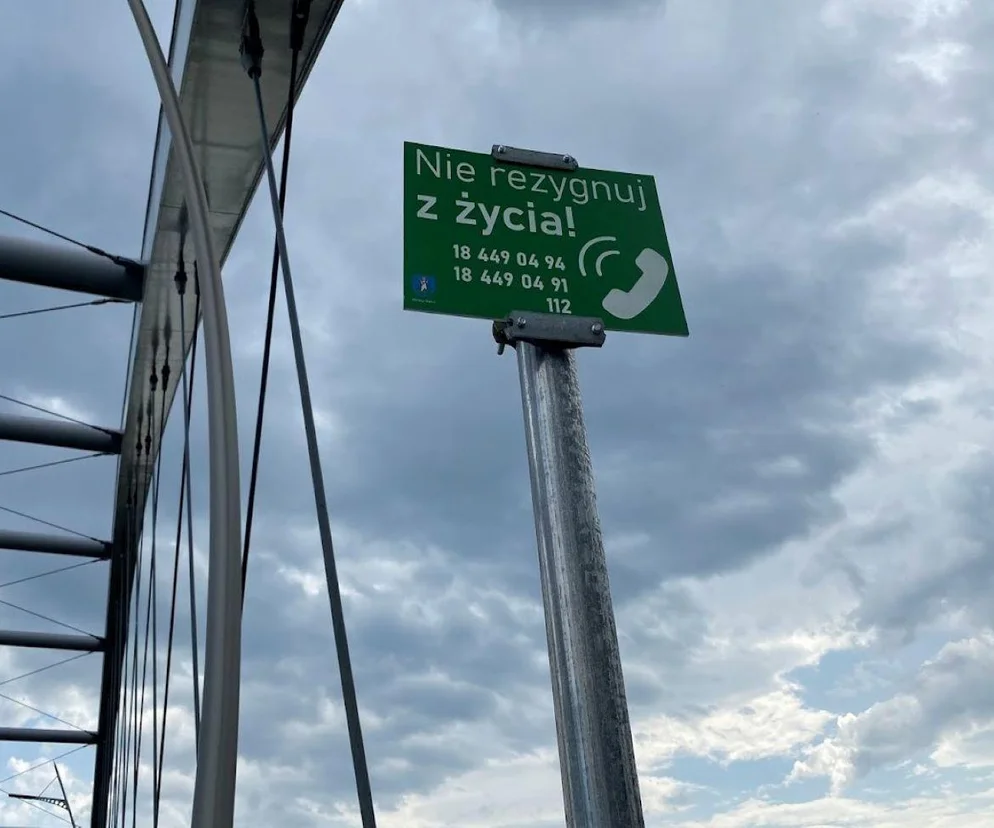 Nie rezygnuj
z życia!
18 449 04 94
18 449 04 91
112